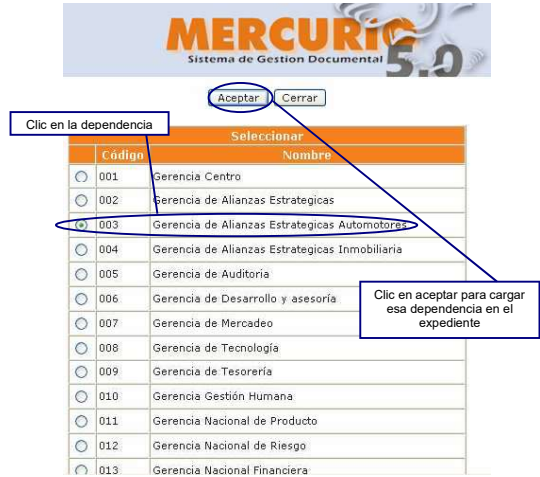 MERCURIO
5.0
Sistema de Gestion Documental
Aceptar Cerrar
Clic en la dependencia
Seleccionar
Código Nombre
001 Gerencia Centro
002 Gerencia de Alianzas Estrategicas
003 Gerencia de Alianzas Estrategicas Automotores
004 Gerencia de Alianzas Estrategicas Inmobiliaria
005 Gerencia de Auditoria
006 Gerencia de Desarrollo y asesoría
Clic en aceptar para cargar
esa dependencia en el
expediente
007 Gerencia de Mercadeo
008 Gerencia de Tecnología
009 Gerencia de Tesorería
010 Gerencia Gestión Humana
011 Gerencia Nacional de Producto
012 Gerencia Nacional de Riesgo
013 Gerencia Nacional Financiera